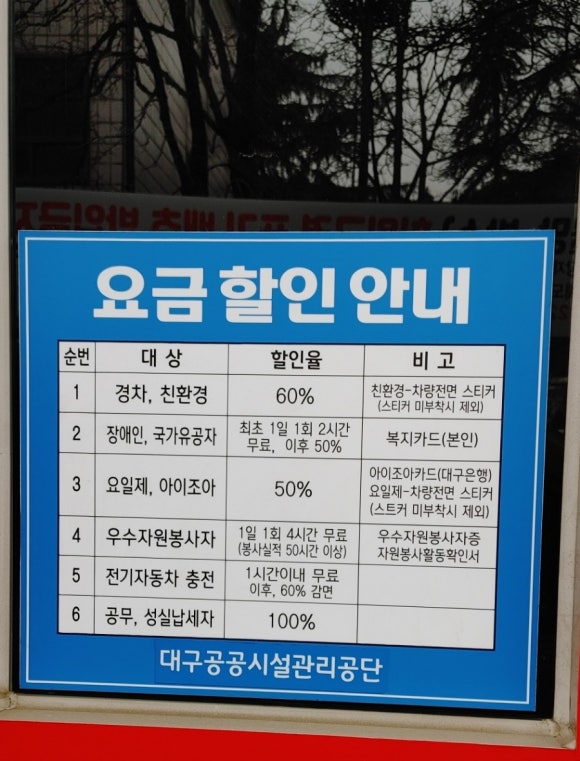 요금 할인 안내
순번 대상 할인율 비고
1 경차, 친환경 60% 친환경-차량전면 스티커
(스티커 미부착시 제외)
2 장애인, 국가유공자 최초 1일 1회 2시간
무료, 이후 50% 복지카드(본인)
3 요일제, 아이조아 50% 아이조아카드(대구은행)
요일제-차량전면 스티커
(스트커 미부착시 제외)
4 우수자원봉사자 1일 1회 4시간 무료
(봉사실적 50시간 이상) 우수자원봉사자증
자원봉사활동확인서
5 전기자동차 충전 1시간이내 무료
이후, 60% 감면
6 공무, 성실납세자 100%
대구공공시설관리공단